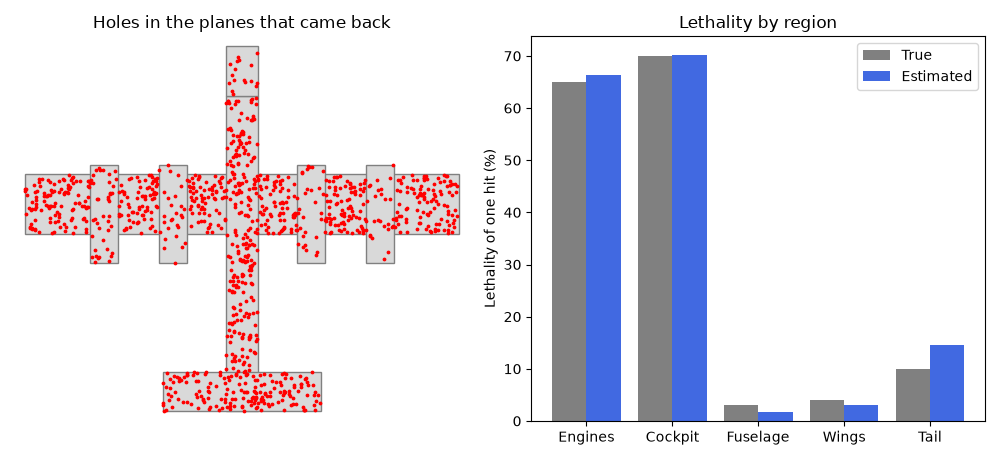 Holes in the planes that came back
Lethality by region
Lethality of one hit (%)
70
60
50
40
30
20
10
0
True
Estimated
Engines
Cockpit
Fuselage
Wings
Tail